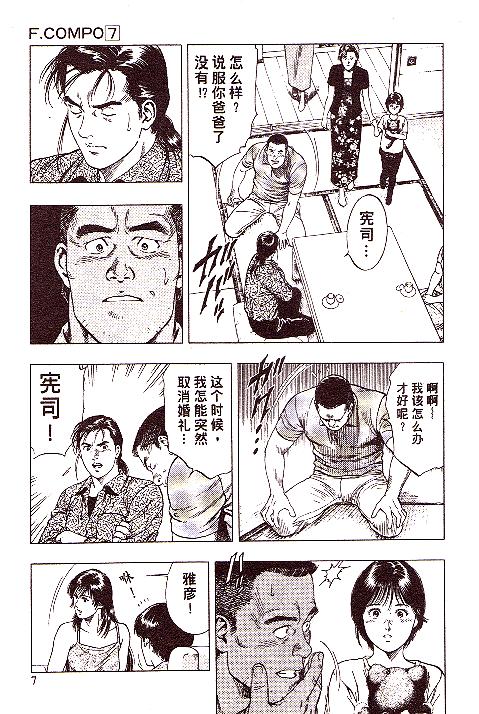 F.COMPO 7
怎么样？
说服你爸爸了
没有!?
宪司…
啊啊~
我该怎么办
才好呢？
这个时候，
我怎能突然
取消婚礼…
宪司！
雅彦！
咻！
7